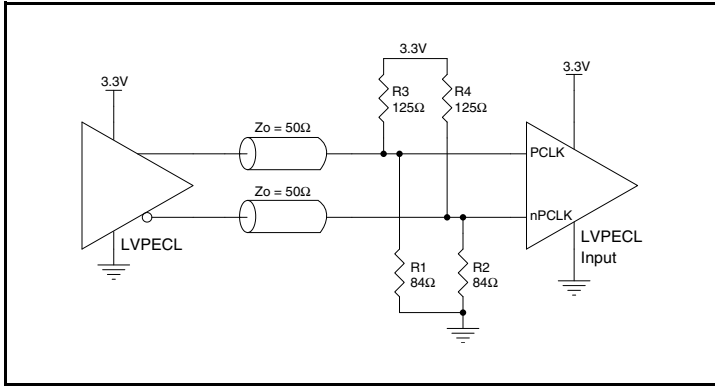 3.3V
3.3V
R3
125Ω
R4
125Ω
3.3V
Zo = 50Ω
PCLK
Zo = 50Ω
nPCLK
LVPECL
LVPECL
Input
R1
84Ω
R2
84Ω